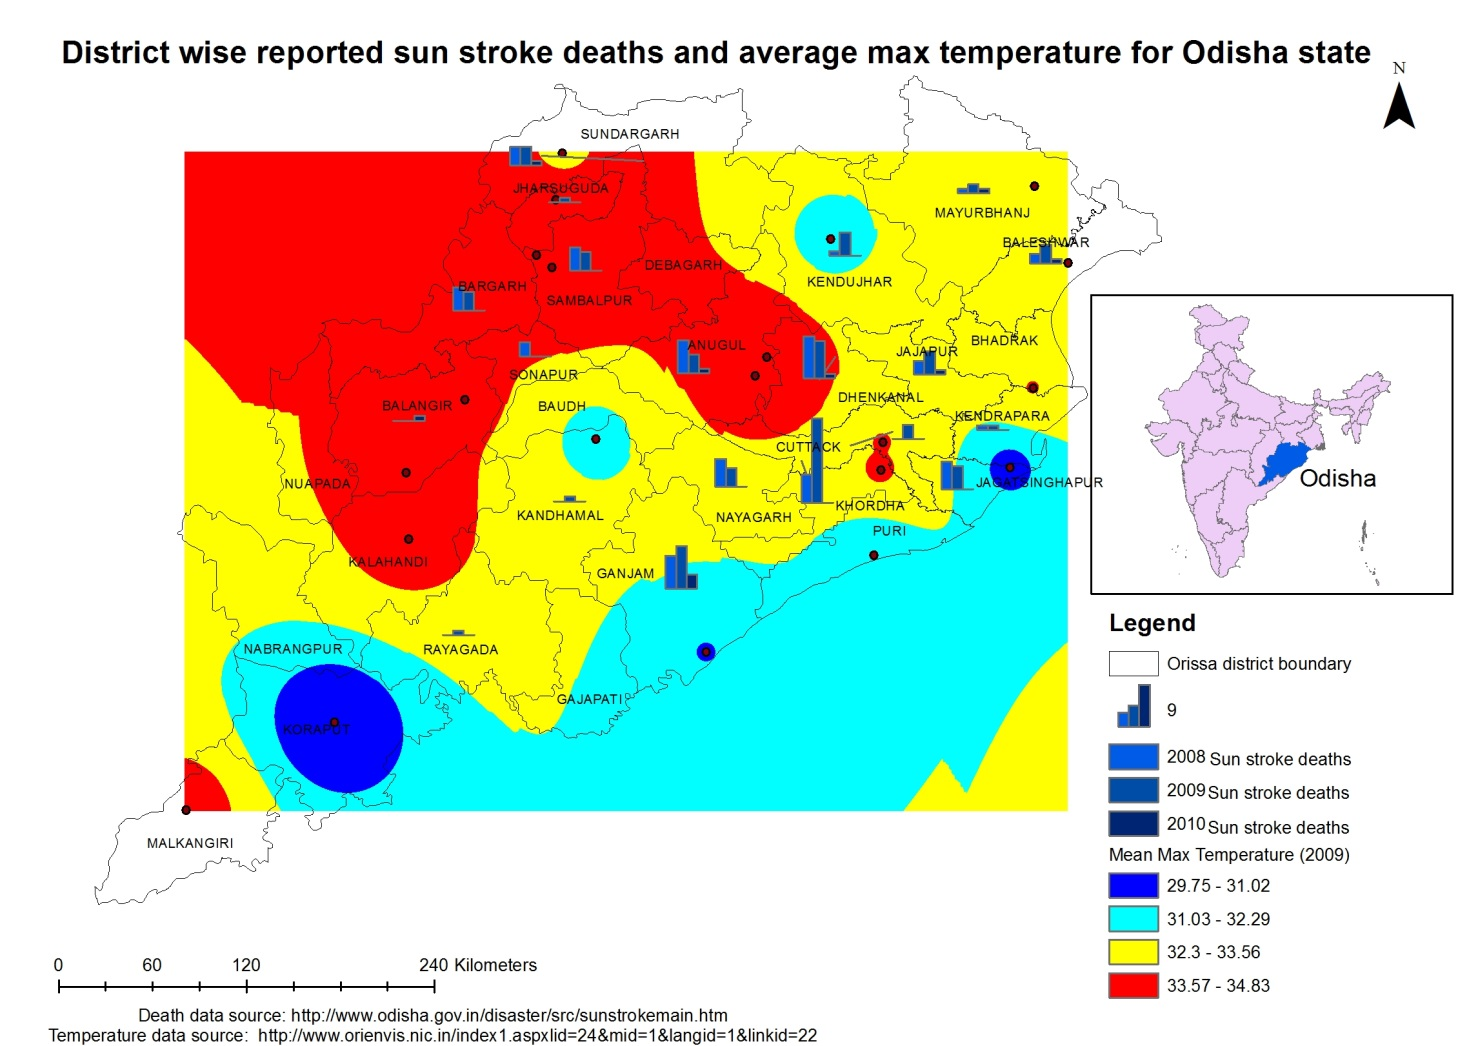 District wise reported sun stroke deaths and average max temperature for Odisha state
N
SUNDARGARH
JHARSUGUDA
MAYURBHANJ
BALESHWAR
DEBAGARH
KENDUJHAR
BARGARH
SAMBALPUR
ANUGUL
JAJAPUR
BHADRAK
SONAPUR
BALANGIR
BAUDH
DHENKANAL
KENDRAPARA
CUTTACK
NUAPADA
JAGATSINGHAPUR
KANDHAMAL
NAYAGARH
KHORDHA
PURI
KALAHANDI
GANJAM
NABRANGPUR
RAYAGADA
GAJAPATI
KORAPUT
MALKANGIRI
Odisha
Legend
Orissa district boundary
9
2008 Sun stroke deaths
2009 Sun stroke deaths
2010 Sun stroke deaths
Mean Max Temperature (2009)
29.75 - 31.02
31.03 - 32.29
32.3 - 33.56
33.57 - 34.83
0 60 120 240 Kilometers
Death data source: http://www.odisha.gov.in/disaster/src/sunstrokemain.htm
Temperature data source: http://www.orienvis.nic.in/index1.aspxlid=24&mid=1&langid=1&linkid=22